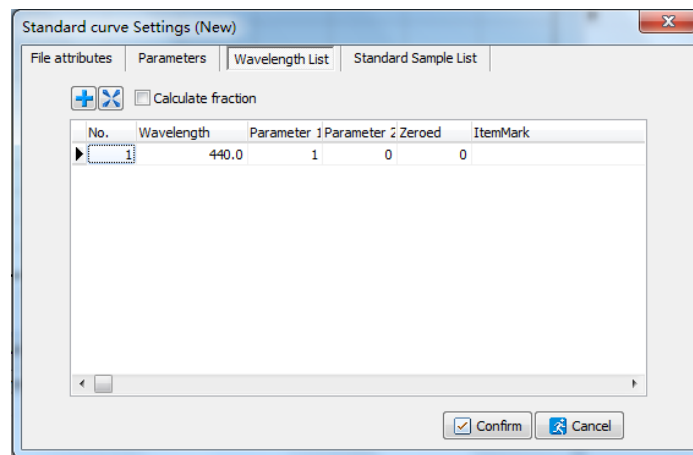 Standard curve Settings (New)
File attributes Parameters Wavelength List Standard Sample List
Calculate fraction
No. Wavelength Parameter 1 Parameter 2 Zeroed ItemMark
1 440.0 1 0 0
Confirm Cancel